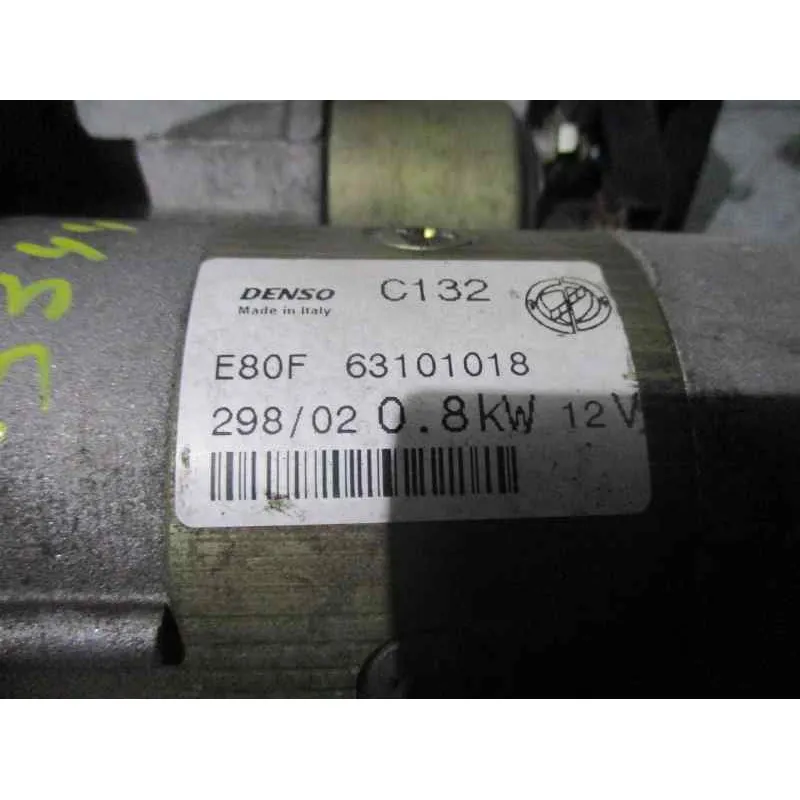 DENSO C132
Made in Italy
E80F 63101018
298/02 0.8kW 12V